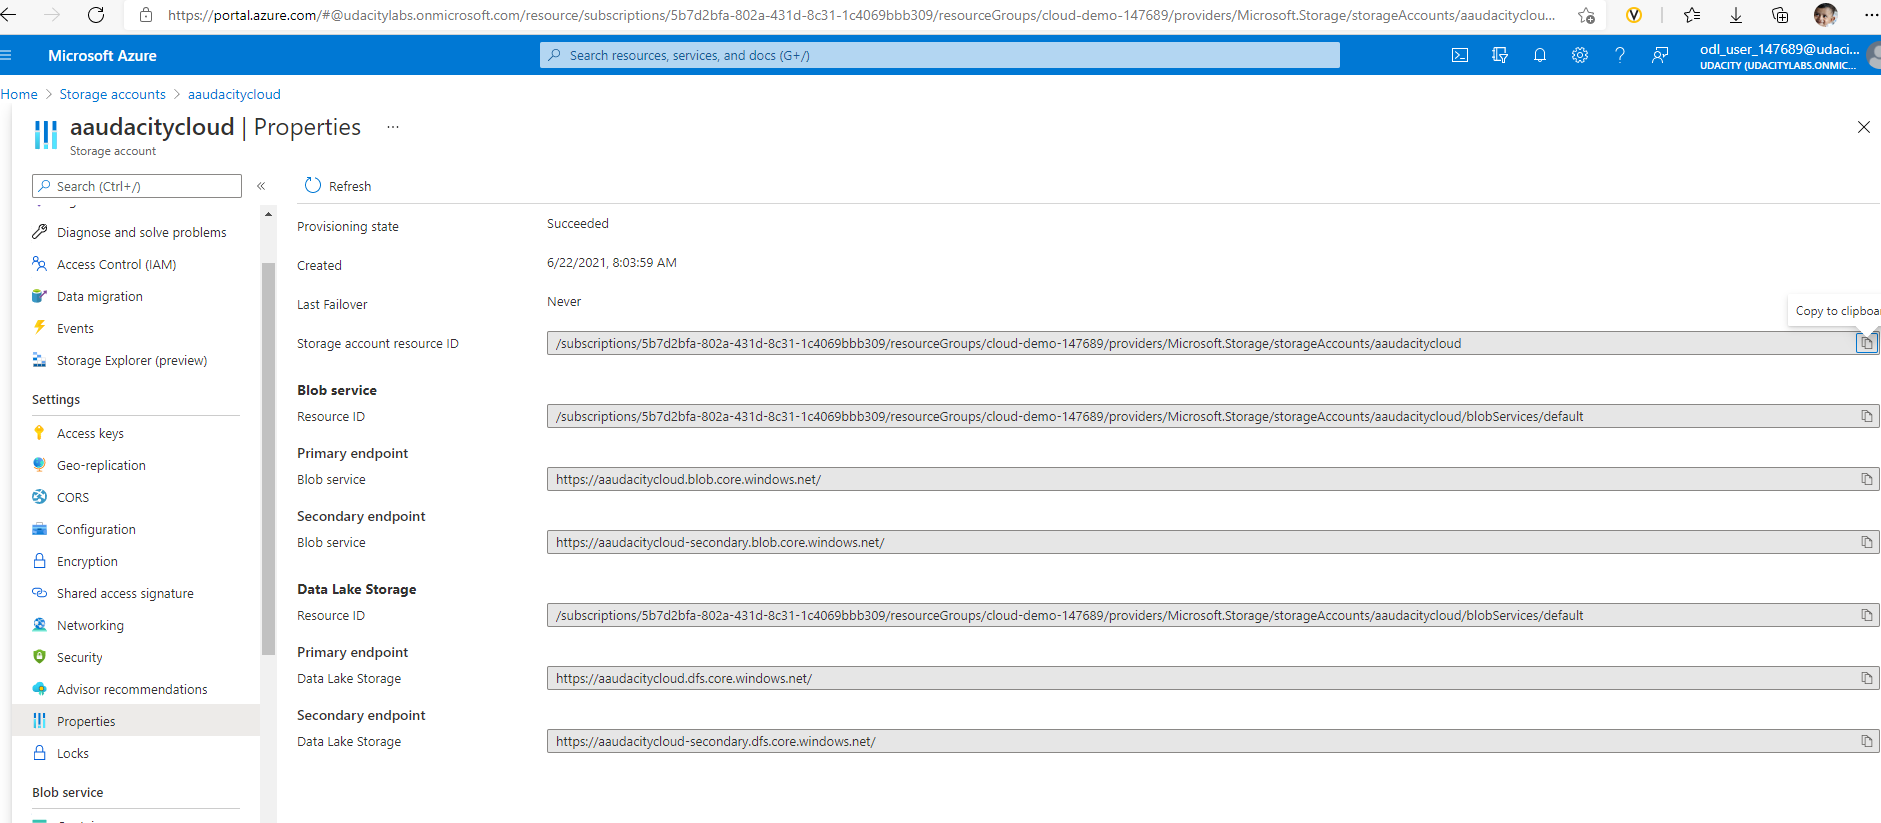 https://portal.azure.com/#@udacitylabs.onmicrosoft.com/resource/subscriptions/5b7d2bfa-802a-431d-8c31-1c4069bbb309/resourceGroups/cloud-demo-147689/providers/Microsoft.Storage/storageAccounts/aaudacityclou...
Microsoft Azure
Search resources, services, and docs (G+/)
odl_user_147689@udaci...
UDACITY (UDACITYLABS.ONMIC...
Home > Storage accounts > aaudacitycloud
aaudacitycloud | Properties ...
Storage account
Search (Ctrl+/)
«
Refresh
Diagnose and solve problems
Access Control (IAM)
Data migration
Events
Storage Explorer (preview)
Settings
Access keys
Geo-replication
CORS
Configuration
Encryption
Shared access signature
Networking
Security
Advisor recommendations
Properties
Locks
Blob service
Provisioning state Succeeded
Created 6/22/2021, 8:03:59 AM
Last Failover Never
Copy to clipboar
Storage account resource ID /subscriptions/5b7d2bfa-802a-431d-8c31-1c4069bbb309/resourceGroups/cloud-demo-147689/providers/Microsoft.Storage/storageAccounts/aaudacitycloud
Blob service
Resource ID /subscriptions/5b7d2bfa-802a-431d-8c31-1c4069bbb309/resourceGroups/cloud-demo-147689/providers/Microsoft.Storage/storageAccounts/aaudacitycloud/blobServices/default
Primary endpoint
Blob service https://aaudacitycloud.blob.core.windows.net/
Secondary endpoint
Blob service https://aaudacitycloud-secondary.blob.core.windows.net/
Data Lake Storage
Resource ID /subscriptions/5b7d2bfa-802a-431d-8c31-1c4069bbb309/resourceGroups/cloud-demo-147689/providers/Microsoft.Storage/storageAccounts/aaudacitycloud/blobServices/default
Primary endpoint
Data Lake Storage https://aaudacitycloud.dfs.core.windows.net/
Secondary endpoint
Data Lake Storage https://aaudacitycloud-secondary.dfs.core.windows.net/